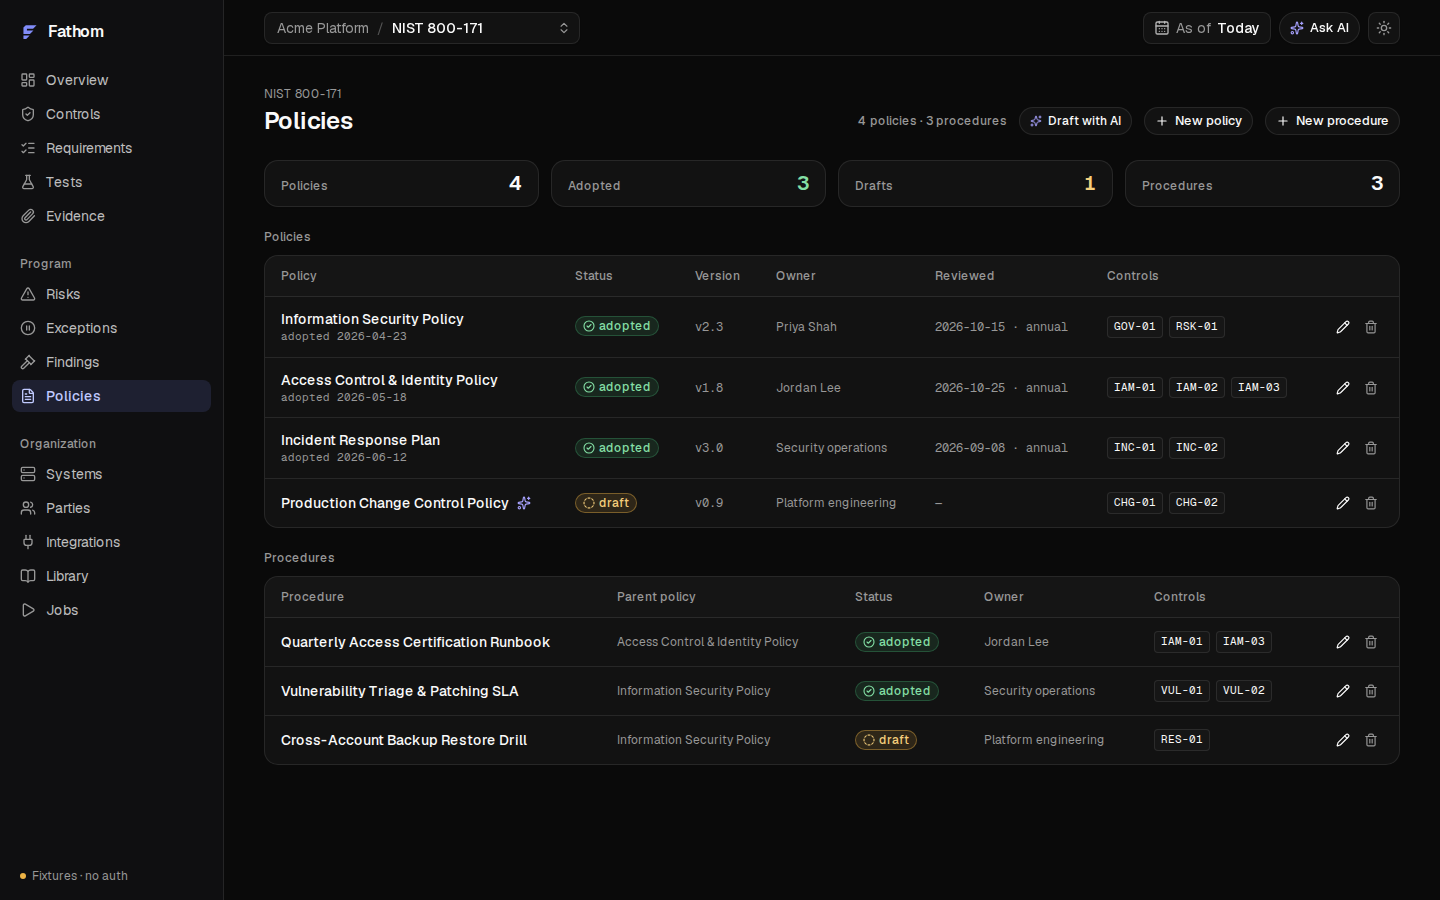 Fathom
Overview
Controls
Requirements
Tests
Evidence
Program
Risks
Exceptions
Findings
Policies
Organization
Systems
Parties
Integrations
Library
Jobs
Fixtures · no auth
Acme Platform / NIST 800-171
As of Today
Ask AI
NIST 800-171
Policies
4 policies · 3 procedures
Draft with AI
New policy
New procedure
Policies 4
Adopted 3
Drafts 1
Procedures 3
Policies
Policy Status Version Owner Reviewed Controls
Information Security Policy adopted v2.3 Priya Shah 2026-10-15 · annual GOV-01 RSK-01
adopted 2026-04-23
Access Control & Identity Policy adopted v1.8 Jordan Lee 2026-10-25 · annual IAM-01 IAM-02 IAM-03
adopted 2026-05-18
Incident Response Plan adopted v3.0 Security operations 2026-09-08 · annual INC-01 INC-02
adopted 2026-06-12
Production Change Control Policy draft v0.9 Platform engineering — CHG-01 CHG-02
Procedures
Procedure Parent policy Status Owner Controls
Quarterly Access Certification Runbook Access Control & Identity Policy adopted Jordan Lee IAM-01 IAM-03
Vulnerability Triage & Patching SLA Information Security Policy adopted Security operations VUL-01 VUL-02
Cross-Account Backup Restore Drill Information Security Policy draft Platform engineering RES-01